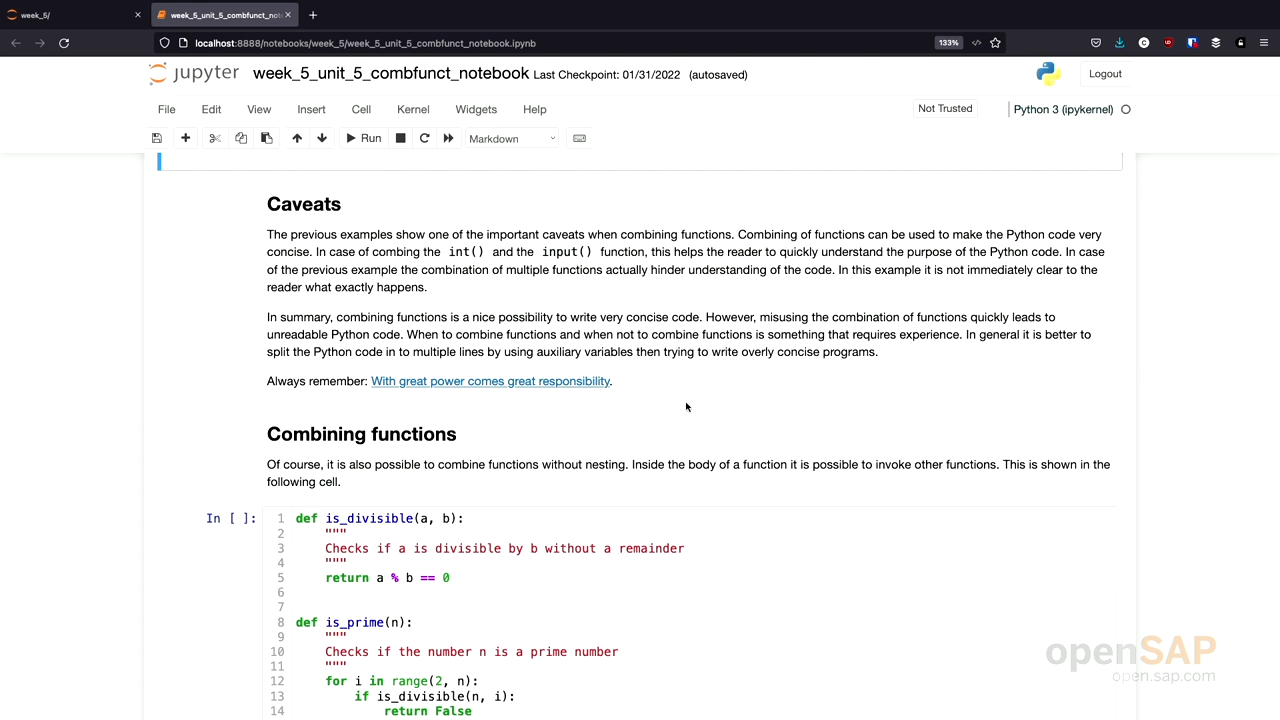 week_5/
week_5_unit_5_combfunct_not
localhost:8888/notebooks/week_5/week_5_unit_5_combfunct_notebook.ipynb
133%
jupyter
week_5_unit_5_combfunct_notebook Last Checkpoint: 01/31/2022 (autosaved)
Logout
File Edit View Insert Cell Kernel Widgets Help
Not Trusted
Python 3 (ipykernel)
Run
Markdown
Caveats
The previous examples show one of the important caveats when combining functions. Combining of functions can be used to make the Python code very
concise. In case of combing the int() and the input() function, this helps the reader to quickly understand the purpose of the Python code. In case
of the previous example the combination of multiple functions actually hinder understanding of the code. In this example it is not immediately clear to the
reader what exactly happens.
In summary, combining functions is a nice possibility to write very concise code. However, misusing the combination of functions quickly leads to
unreadable Python code. When to combine functions and when not to combine functions is something that requires experience. In general it is better to
split the Python code in to multiple lines by using auxiliary variables then trying to write overly concise programs.
Always remember: With great power comes great responsibility.
Combining functions
Of course, it is also possible to combine functions without nesting. Inside the body of a function it is possible to invoke other functions. This is shown in the
following cell.
In [ ]:
1 def is_divisible(a, b):
2 """
3 Checks if a is divisible by b without a remainder
4 """
5 return a % b == 0
6
7
8 def is_prime(n):
9 """
10 Checks if the number n is a prime number
11 """
12 for i in range(2, n):
13 if is_divisible(n, i):
14 return False
openSAP
open.sap.com